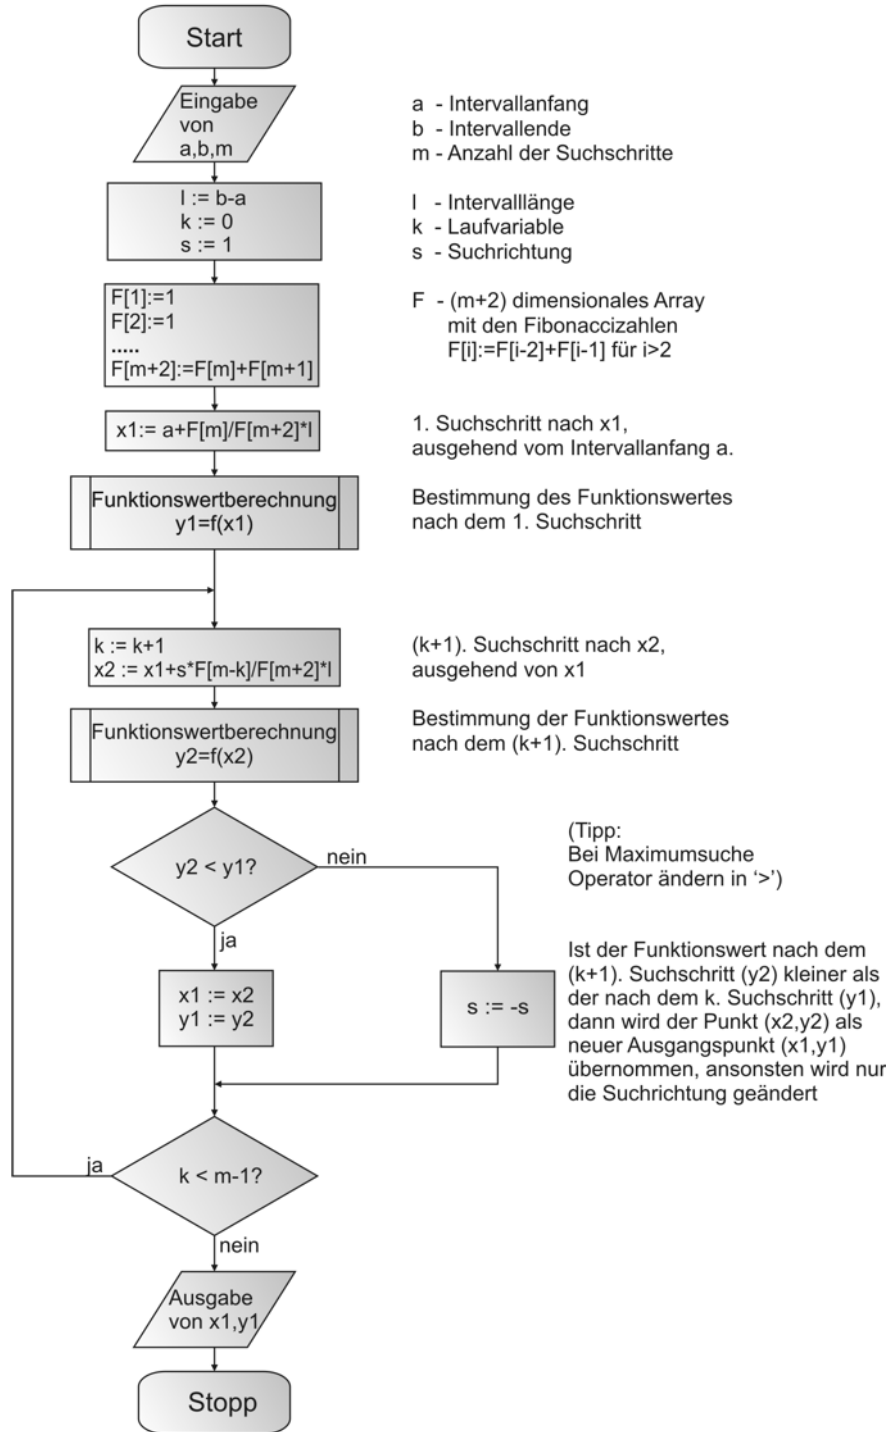 Start
Eingabe
von
a,b,m
a - Intervallanfang
b - Intervallende
m - Anzahl der Suchschritte
l := b-a
k := 0
s := 1
l - Intervalllänge
k - Laufvariable
s - Suchrichtung
F[1]:=1
F[2]:=1
.....
F[m+2]:=F[m]+F[m+1]
F - (m+2) dimensionales Array
mit den Fibonaccizahlen
F[i]:=F[i-2]+F[i-1] für i>2
x1:= a+F[m]/F[m+2]*l
1. Suchschritt nach x1,
ausgehend vom Intervallanfang a.
Funktionswertberechnung
y1=f(x1)
Bestimmung des Funktionswertes
nach dem 1. Suchschritt
k := k+1
x2 := x1+s*F[m-k]/F[m+2]*l
(k+1). Suchschritt nach x2,
ausgehend von x1
Funktionswertberechnung
y2=f(x2)
Bestimmung der Funktionswertes
nach dem (k+1). Suchschritt
y2 < y1?
nein
(Tipp:
Bei Maximumsuche
Operator ändern in ‘>’)
ja
x1 := x2
y1 := y2
s := -s
Ist der Funktionswert nach dem
(k+1). Suchschritt (y2) kleiner als
der nach dem k. Suchschritt (y1),
dann wird der Punkt (x2,y2) als
neuer Ausgangspunkt (x1,y1)
übernommen, ansonsten wird nur
die Suchrichtung geändert
ja
k < m-1?
nein
Ausgabe
von x1,y1
Stopp